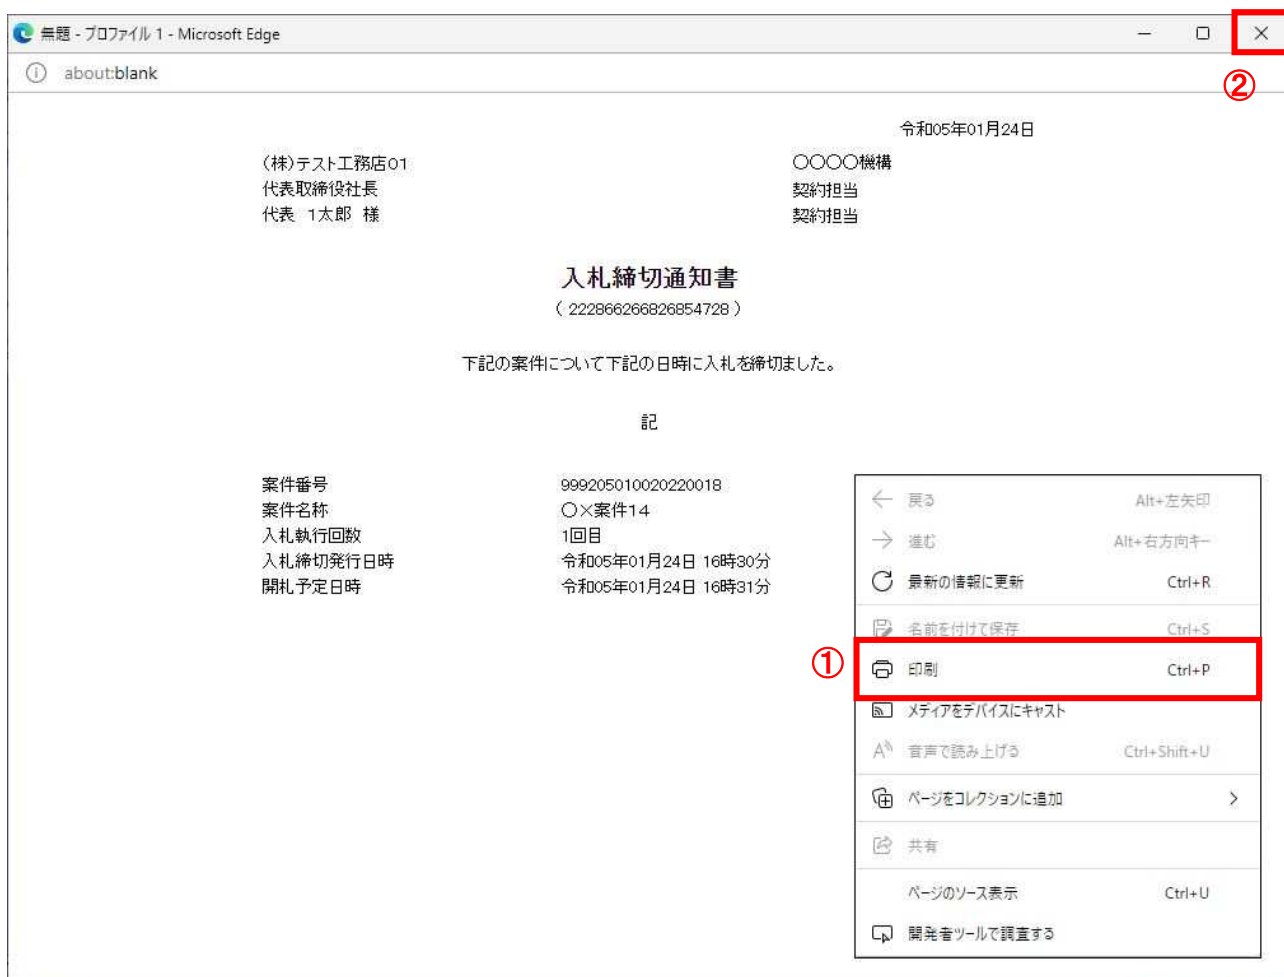 無題 - プロファイル 1 - Microsoft Edge
②
about:blank
令和05年01月24日
(株)テスト工務店01
〇〇〇〇機構
代表取締役社長
契約担当
代表 1太郎 様
契約担当
入札締切通知書
( 222866266826854728 )
下記の案件について下記の日時に入札を締切ました。
記
案件番号 999205010020220018
案件名称 〇×案件14
入札執行回数 1回目
入札締切発行日時 令和05年01月24日 16時30分
開札予定日時 令和05年01月24日 16時31分
戻る Alt+左矢印
進む Alt+右方向キー
最新の情報に更新 Ctrl+R
名前を付けて保存 Ctrl+S
① 印刷 Ctrl+P
メディアをデバイスにキャスト
音声で読み上げる Ctrl+Shift+U
ページをコレクションに追加
共有
ページのソース表示 Ctrl+U
開発者ツールで調査する